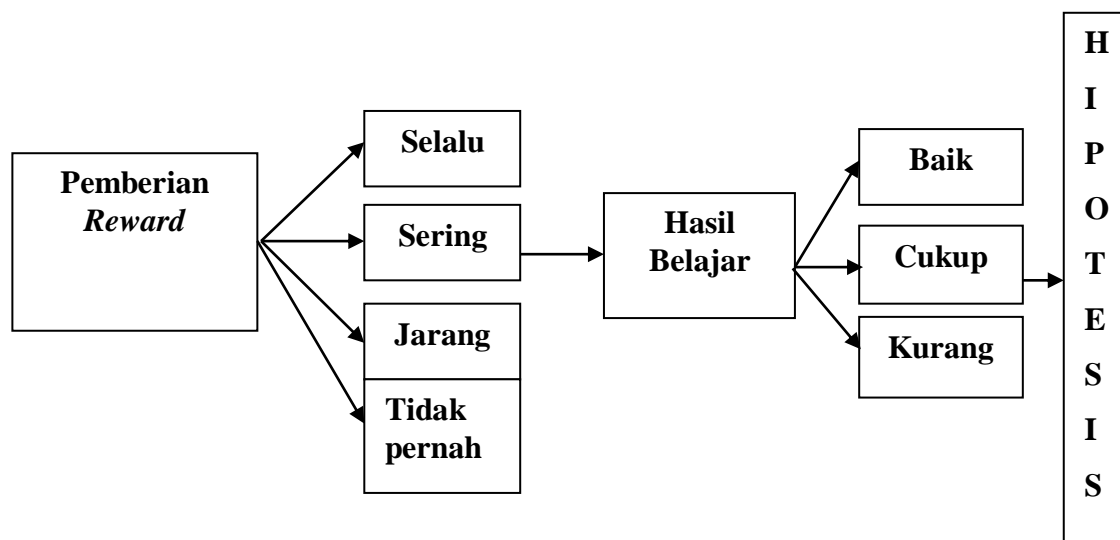 Pemberian
Reward
Selalu
Sering
Jarang
Tidak
pernah
Hasil
Belajar
Baik
Cukup
Kurang
H
I
P
O
T
E
S
I
S